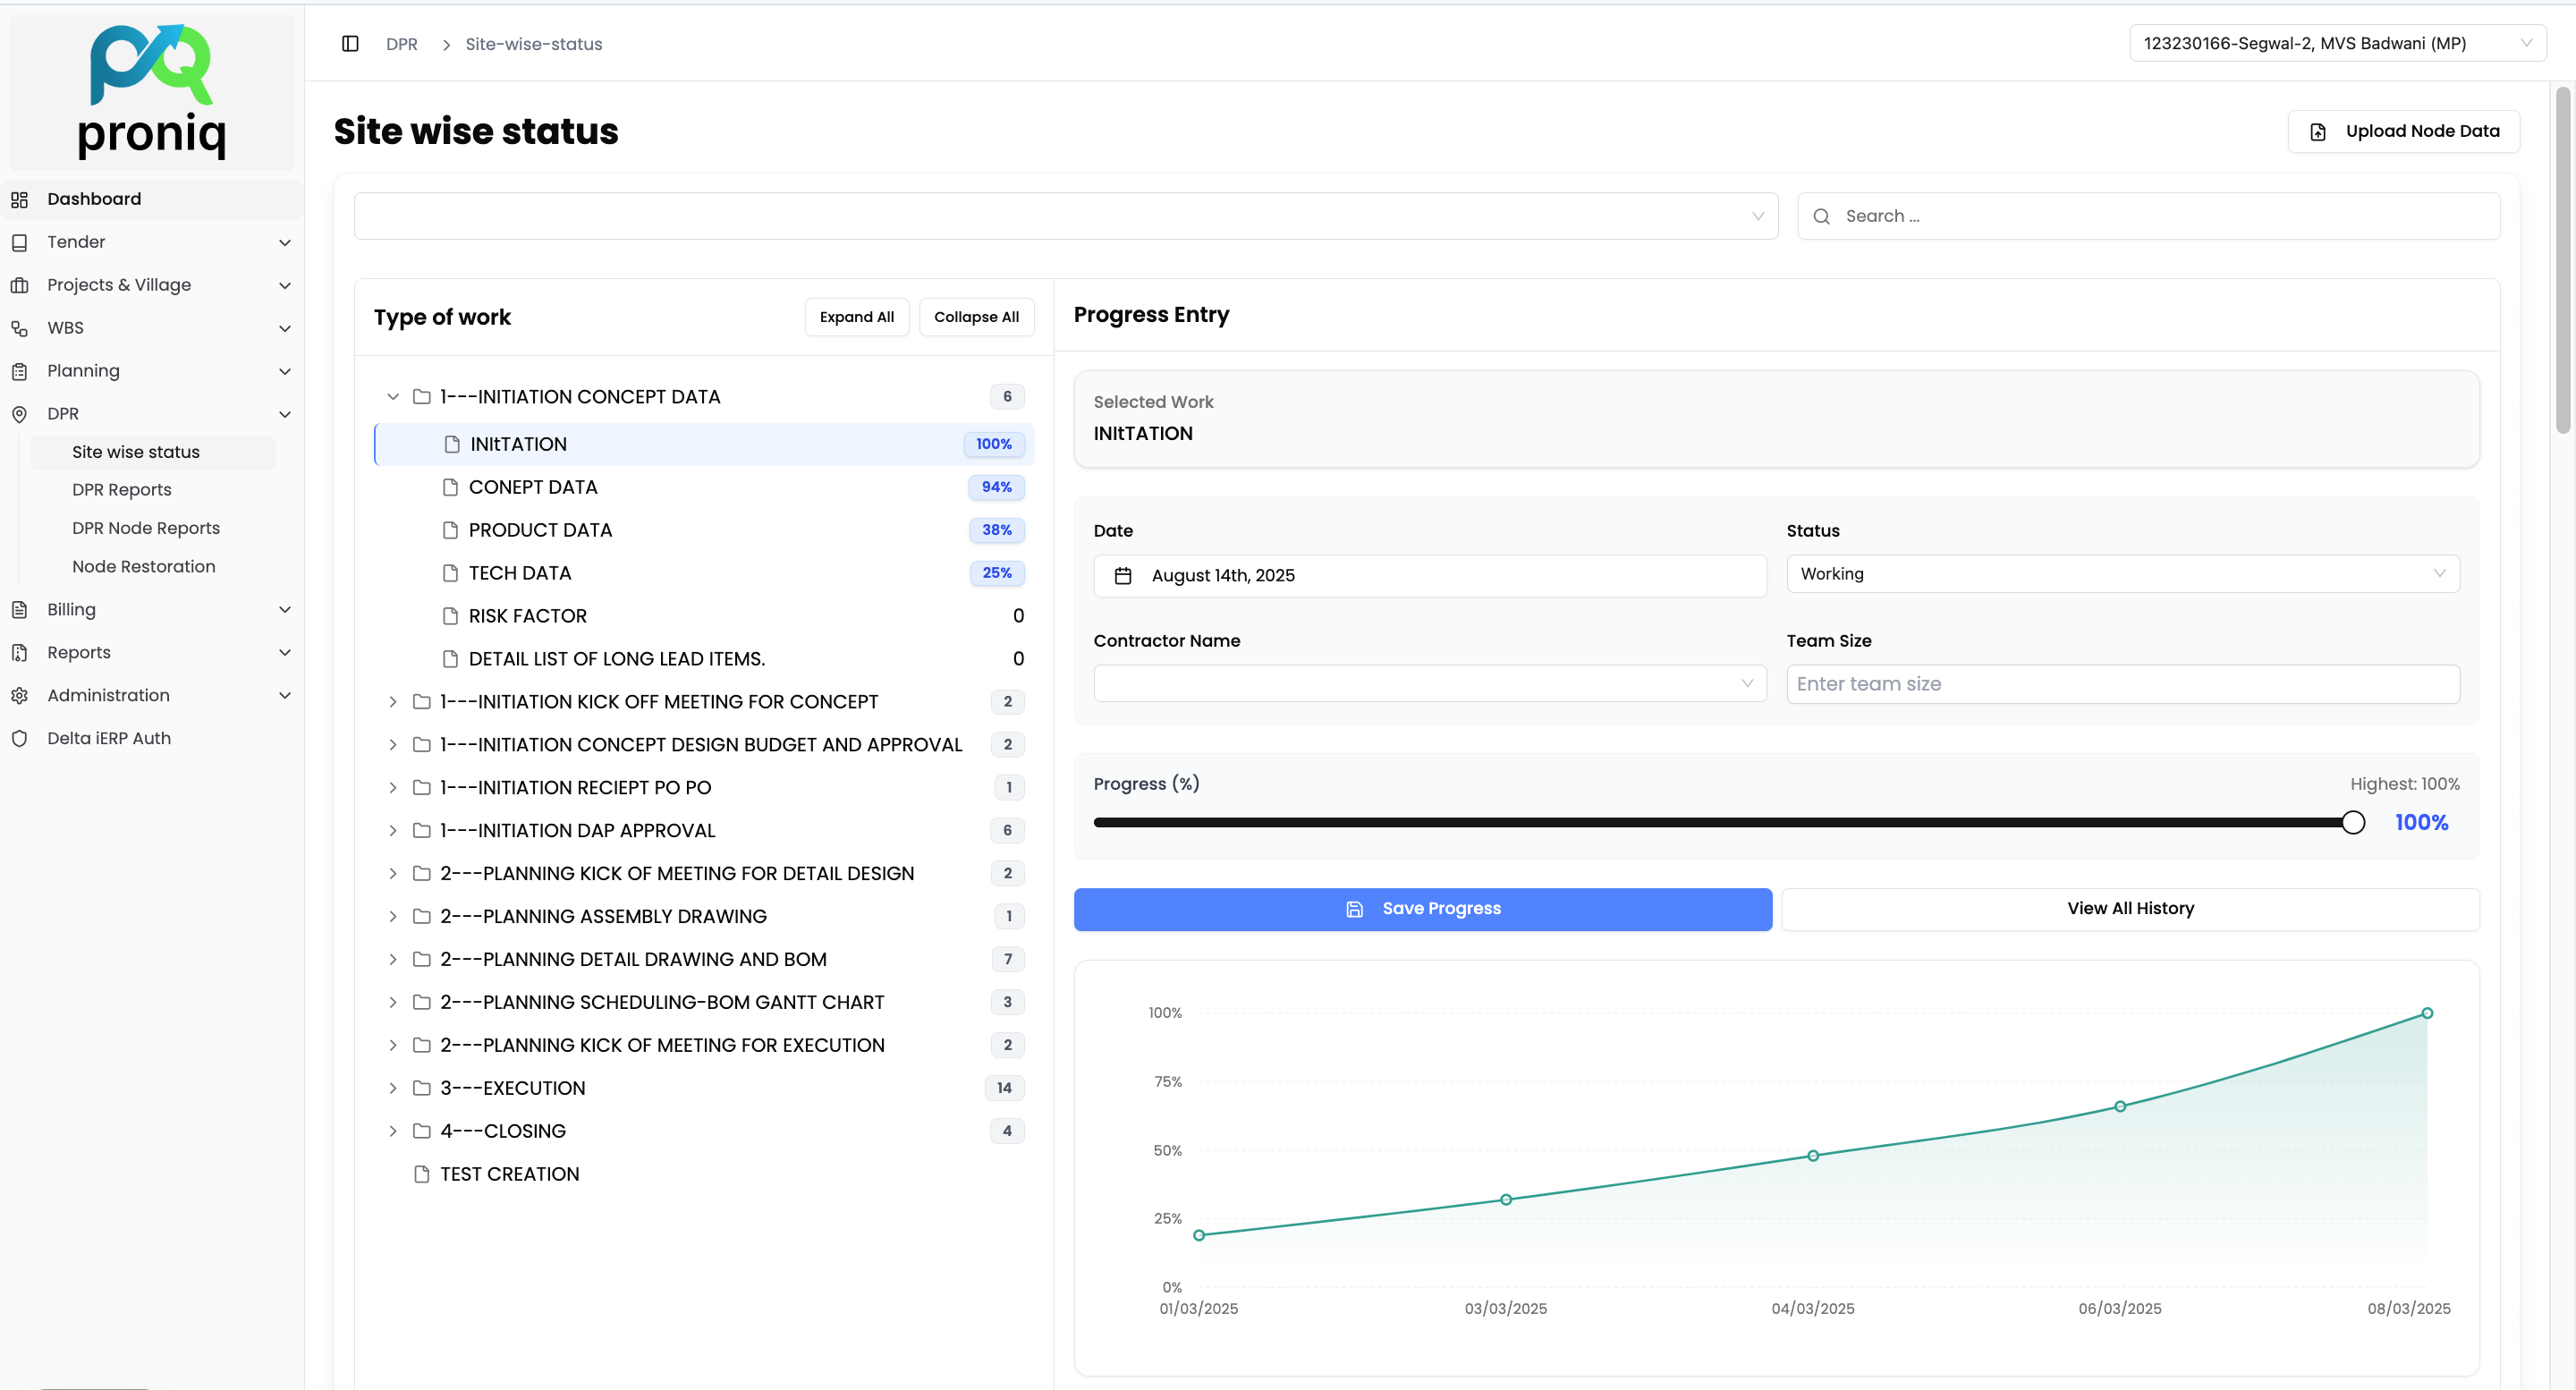 proniq
Dashboard
Tender
Projects & Village
WBS
Planning
DPR
Site wise status
DPR Reports
DPR Node Reports
Node Restoration
Billing
Reports
Administration
Delta iERP Auth
DPR > Site-wise-status
123230166-Segwal-2, MVS Badwani (MP)
Site wise status
Upload Node Data
Search ...
Type of work
Expand All
Collapse All
1---INITIATION CONCEPT DATA 6
INItTATION 100%
CONEPT DATA 94%
PRODUCT DATA 38%
TECH DATA 25%
RISK FACTOR 0
DETAIL LIST OF LONG LEAD ITEMS. 0
1---INITIATION KICK OFF MEETING FOR CONCEPT 2
1---INITIATION CONCEPT DESIGN BUDGET AND APPROVAL 2
1---INITIATION RECIEPT PO PO 1
1---INITIATION DAP APPROVAL 6
2---PLANNING KICK OF MEETING FOR DETAIL DESIGN 2
2---PLANNING ASSEMBLY DRAWING 1
2---PLANNING DETAIL DRAWING AND BOM 7
2---PLANNING SCHEDULING-BOM GANTT CHART 3
2---PLANNING KICK OF MEETING FOR EXECUTION 2
3---EXECUTION 14
4---CLOSING 4
TEST CREATION
Progress Entry
Selected Work
INItTATION
Date
August 14th, 2025
Status
Working
Contractor Name
Team Size
Enter team size
Progress (%)
Highest: 100%
100%
Save Progress
View All History
100%
75%
50%
25%
0%
01/03/2025 03/03/2025 04/03/2025 06/03/2025 08/03/2025